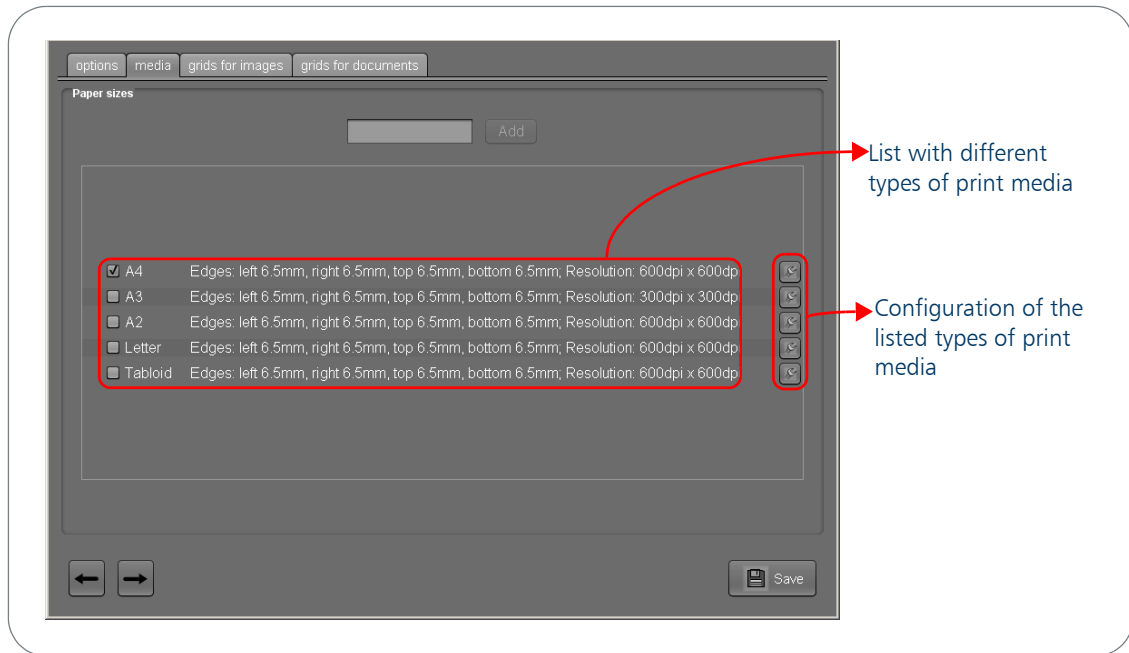 options media grids for images grids for documents
Paper sizes
Add
List with different
types of print media
A4 Edges: left 6.5mm, right 6.5mm, top 6.5mm, bottom 6.5mm; Resolution: 600dpi x 600dp
A3 Edges: left 6.5mm, right 6.5mm, top 6.5mm, bottom 6.5mm; Resolution: 300dpi x 300dp
A2 Edges: left 6.5mm, right 6.5mm, top 6.5mm, bottom 6.5mm; Resolution: 600dpi x 600dp
Letter Edges: left 6.5mm, right 6.5mm, top 6.5mm, bottom 6.5mm; Resolution: 600dpi x 600dp
Tabloid Edges: left 6.5mm, right 6.5mm, top 6.5mm, bottom 6.5mm; Resolution: 600dpi x 600dp
Configuration of the
listed types of print
media
Save